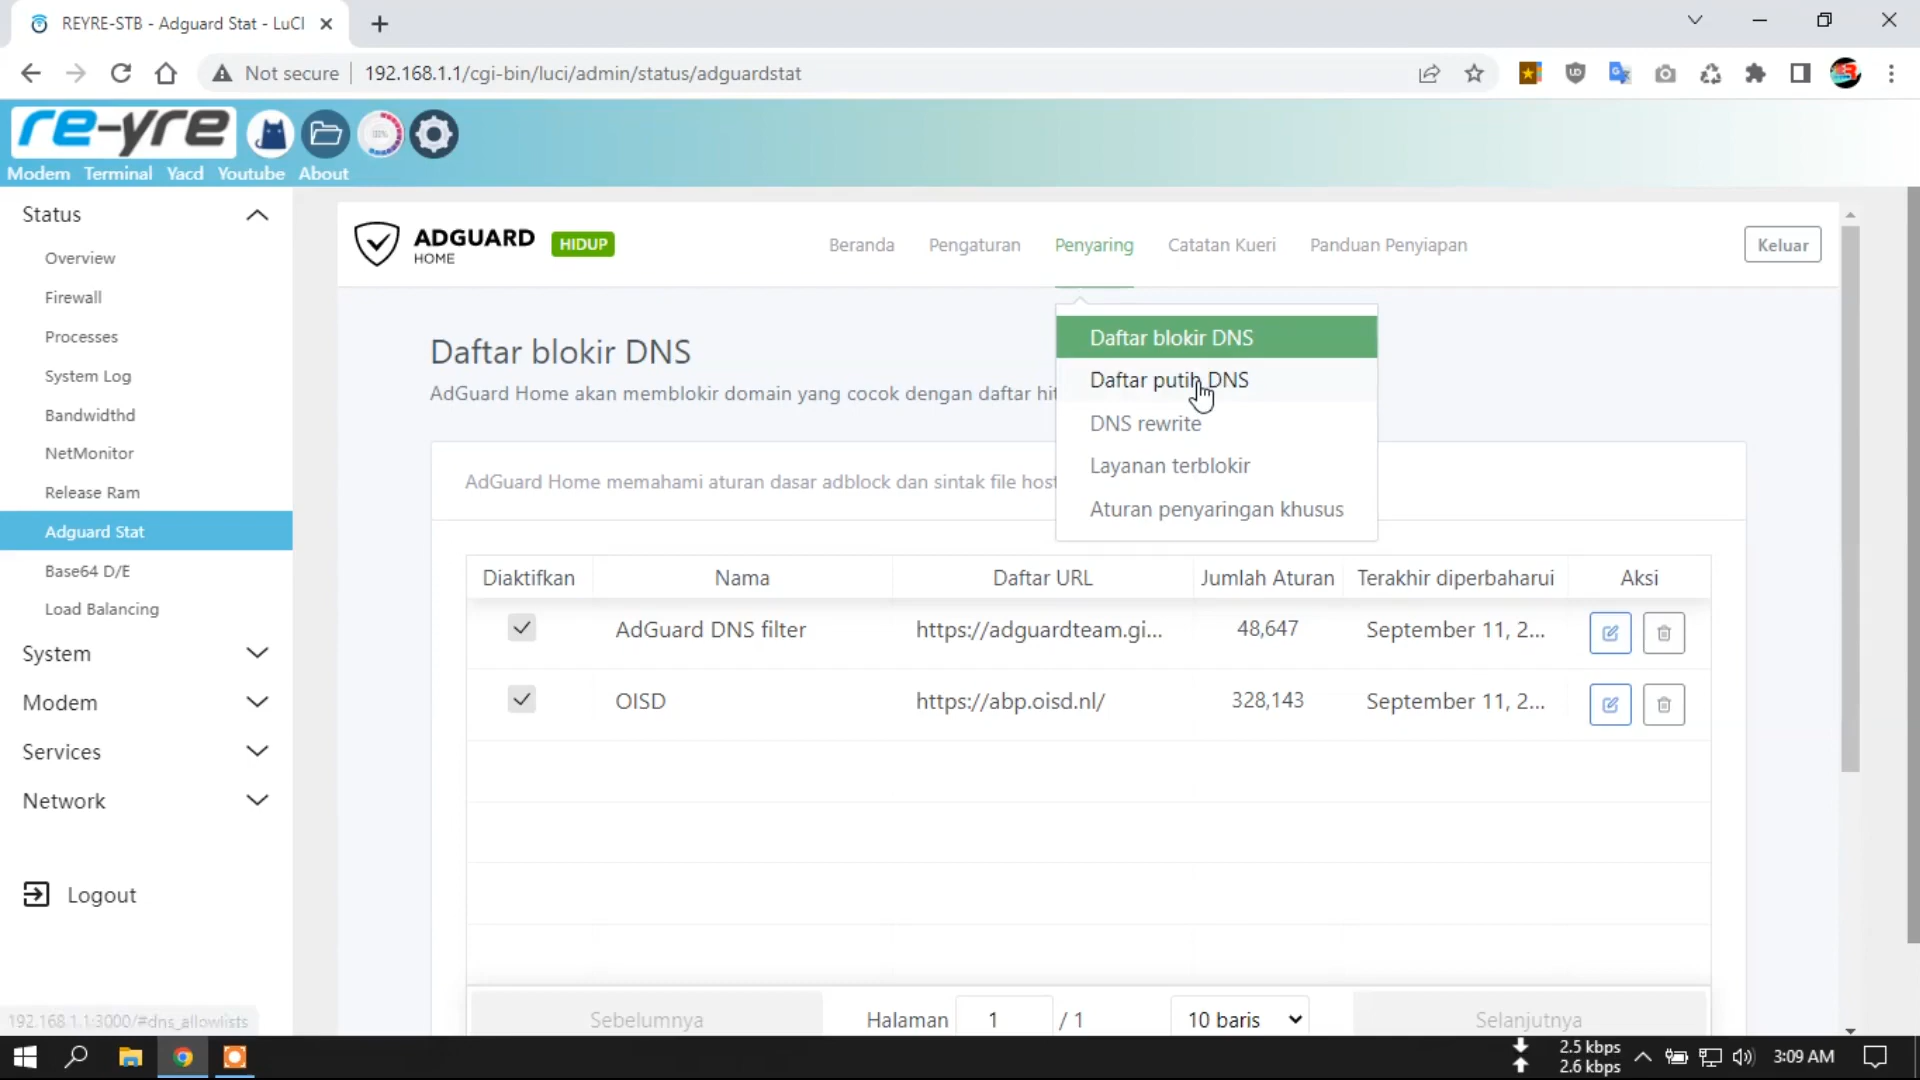 REYRE-STB - Adguard Stat - LuCI
Not secure
192.168.1.1/cgi-bin/luci/admin/status/adguardstat
re-yre
Modem Terminal Yacd Youtube About
Status
Overview
Firewall
Processes
System Log
Bandwidthd
NetMonitor
Release Ram
Adguard Stat
Base64 D/E
Load Balancing
System
Modem
Services
Network
Logout
192.168.1.1:3000/#dns_allowlists
ADGUARD
HOME
HIDUP
Beranda Pengaturan Penyaring Catatan Kueri Panduan Penyiapan
Keluar
Daftar blokir DNS
Daftar putih DNS
DNS rewrite
Layanan terblokir
Aturan penyaringan khusus
Daftar blokir DNS
AdGuard Home akan memblokir domain yang cocok dengan daftar hit
AdGuard Home memahami aturan dasar adblock dan sintak file host
Diaktifkan Nama Daftar URL Jumlah Aturan Terakhir diperbaharui Aksi
AdGuard DNS filter https://adguardteam.gi... 48,647 September 11, 2...
OISD https://abp.oisd.nl/ 328,143 September 11, 2...
Sebelumnya Halaman 1 / 1 10 baris Selanjutnya
2.5 kbps
2.6 kbps
3:09 AM